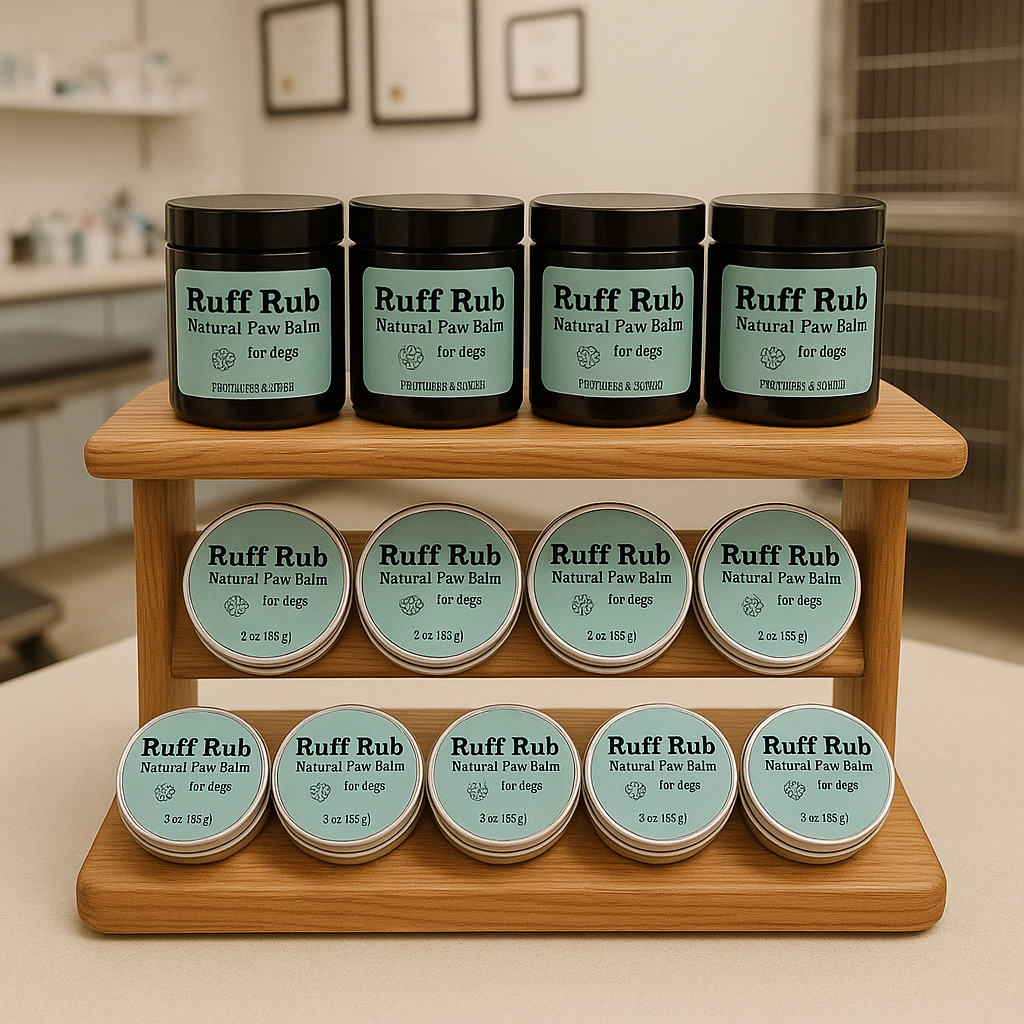 Ruff Rub
Natural Paw Balm
for degs
Ruff Rub
Natural Paw Balm
for degs
Ruff Rub
Natural Paw Balm
for degs
Ruff Rub
Natural Paw Balm
for dogs
Ruff Rub
Natural Paw Balm
for degs
2 oz 186 g)
Ruff Rub
Natural Paw Balm
for degs
2 oz 183 g)
Ruff Rub
Natural Paw Balm
for degs
2 oz 185 g)
Ruff Rub
Natural Paw Balm
for degs
2 oz 155 g)
Ruff Rub
Natural Paw Balm
for degs
3 oz 185 g)
Ruff Rub
Natural Paw Balm
for degs
3 oz 155 g)
Ruff Rub
Natural Paw Balm
for degs
3 oz 155 g)
Ruff Rub
Natural Paw Balm
for degs
3 oz 155 g)
Ruff Rub
Natural Paw Balm
for degs
3 oz 185 g)